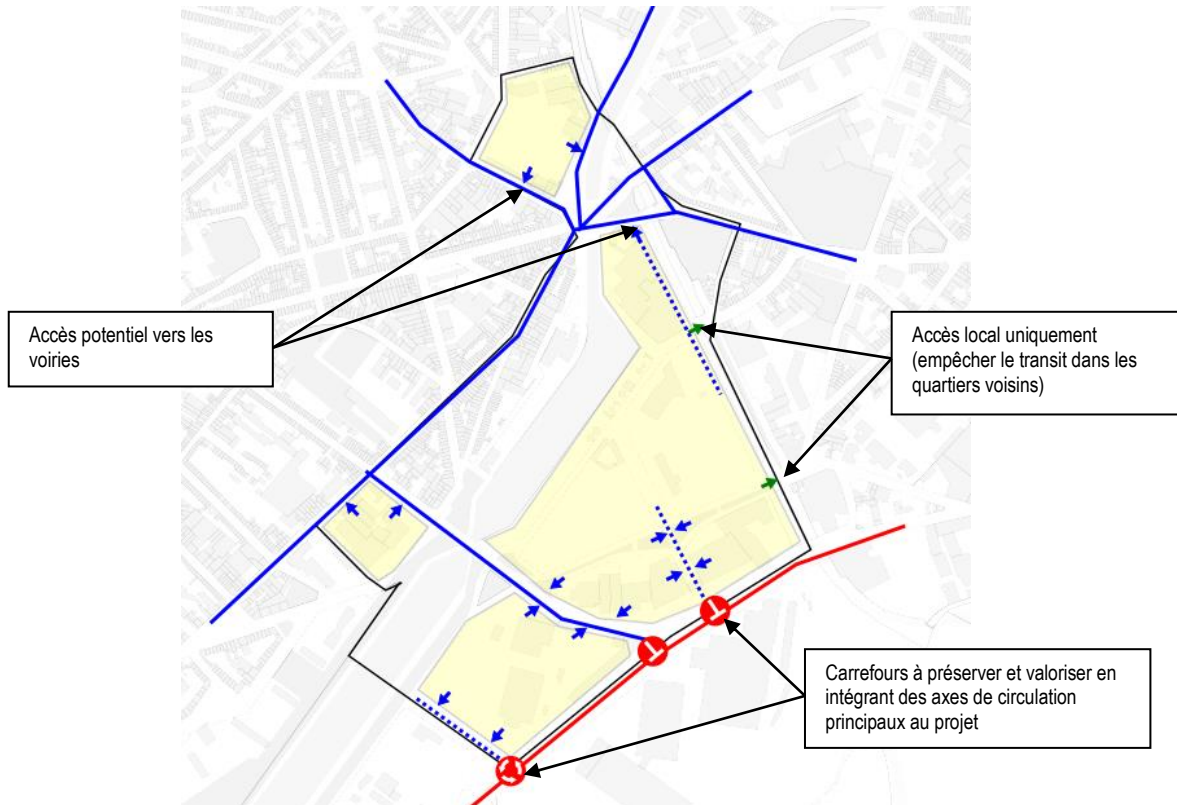 Accès potentiel vers les
voiries
Accès local uniquement
(empêcher le transit dans les
quartiers voisins)
Carrefours à préserver et valoriser en
intégrant des axes de circulation
principaux au projet